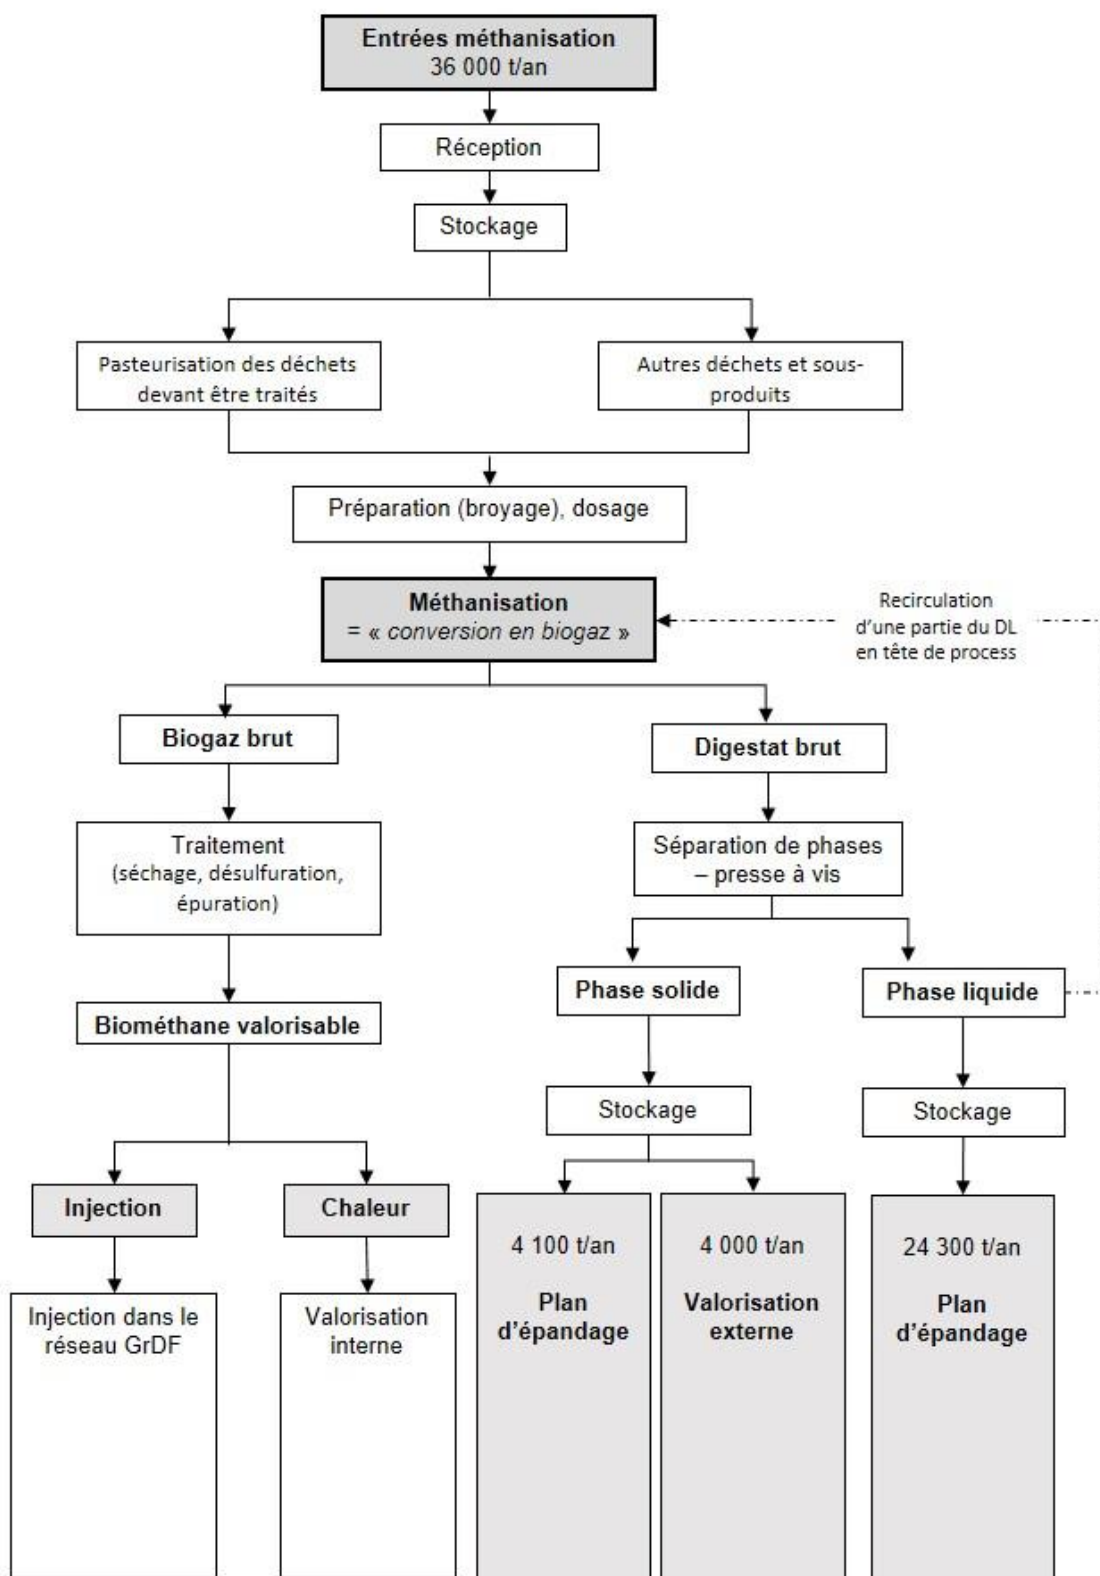 Entrées méthanisation
36 000 t/an
Réception
Stockage
Pasteurisation des déchets
devant être traités
Autres déchets et sous-
produits
Préparation (broyage), dosage
Méthanisation
= « conversion en biogaz »
Recirculation
d'une partie du DL
en tête de process
Biogaz brut
Digestat brut
Traitement
(séchage, désulfuration,
épuration)
Séparation de phases
– presse à vis
Phase solide
Phase liquide
Biométhane valorisable
Stockage
Stockage
Injection
Chaleur
Injection dans le
réseau GrDF
Valorisation
interne
4 100 t/an
Plan
d'épandage
4 000 t/an
Valorisation
externe
24 300 t/an
Plan
d'épandage